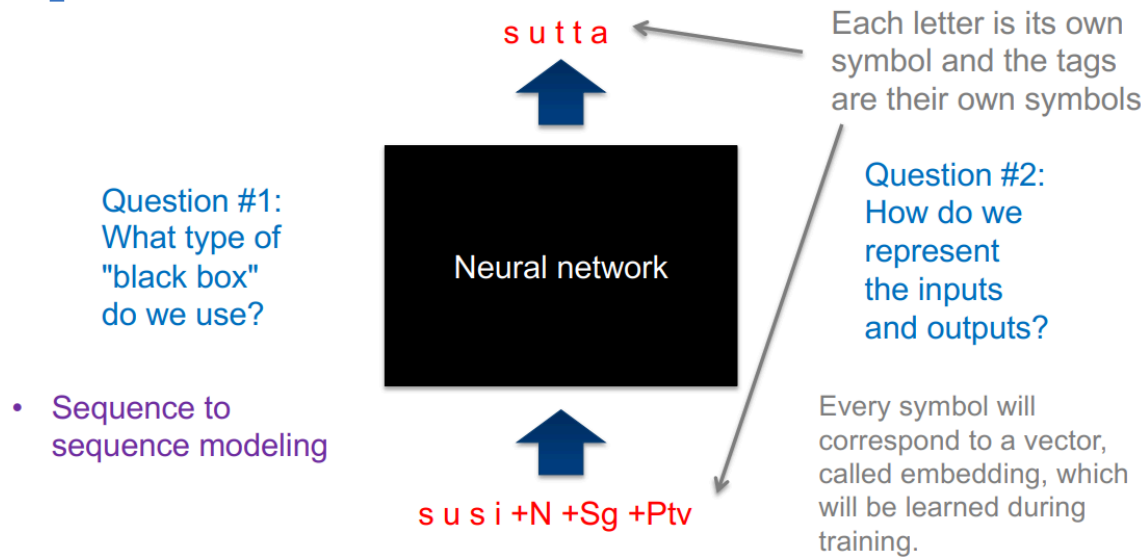 s u t t a
Each letter is its own
symbol and the tags
are their own symbols
Question #1:
What type of
"black box"
do we use?
Neural network
Question #2:
How do we
represent
the inputs
and outputs?
• Sequence to
sequence modeling
Every symbol will
correspond to a vector,
called embedding, which
will be learned during
training.
s u s i +N +Sg +Ptv